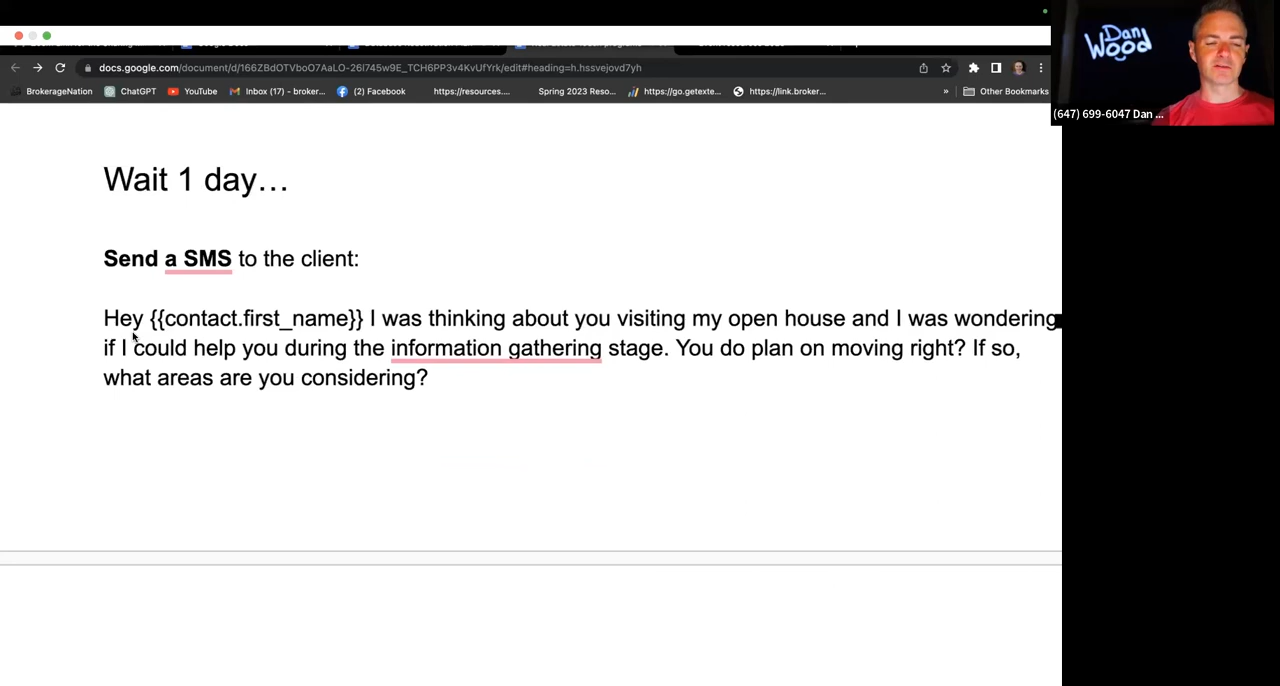 docs.google.com/document/d/166ZBdOTVboO7AaLO-26I745w9E_TCH6PP3v4KvUfYrk/edit#heading=h.hssvejovd7yh
BrokerageNation ChatGPT YouTube Inbox (17) - broker... (2) Facebook https://resources.... Spring 2023 Reso... https://go.getexte... https://link.broker... » Other Bookmarks
Dan
Wood
(647) 699-6047 Dan ...
Wait 1 day…
Send a SMS to the client:
Hey {{contact.first_name}} I was thinking about you visiting my open house and I was wondering
if I could help you during the information gathering stage. You do plan on moving right? If so,
what areas are you considering?